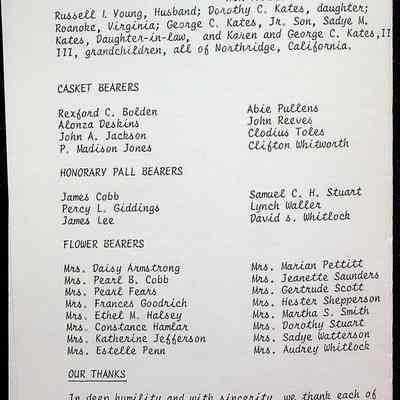 Russell I. Young, Husband; Dorothy C. Kates, daughter;
Roanoke, Virginia; George C. Kates, Jr. Son, Sadye M.
Kates, Daughter-in-law, and Karen and George C. Kates, II
III, grandchildren, all of Northridge, California.
CASKET BEARERS
Rexford C. Bolden
Alonza Deskins
John A. Jackson
P. Madison Jones
Abie Pullens
John Reeves
Clodius Toles
Clifton Whitworth
HONORARY PALL BEARERS
James Cobb
Percy L. Giddings
James Lee
Samuel C. H. Stuart
Lynch Waller
David s. Whitlock
FLOWER BEARERS
Mrs. Daisy Armstrong
Mrs. Pearl B. Cobb
Mrs. Pearl Fears
Mrs. Frances Goodrich
Mrs. Ethel M. Halsey
Mrs. Constance Hamlar
Mrs. Katherine Jefferson
Mrs. Estelle Penn
Mrs. Marian Pettitt
Mrs. Jeanette Saunders
Mrs. Gertrude Scott
Mrs. Hester Shepperson
Mrs. Martha S. Smith
Mrs. Dorothy Stuart
Mrs. Sadye Watterson
Mrs. Audrey Whitlock
OUR THANKS
In deep humility and with sincerity, we thank each of